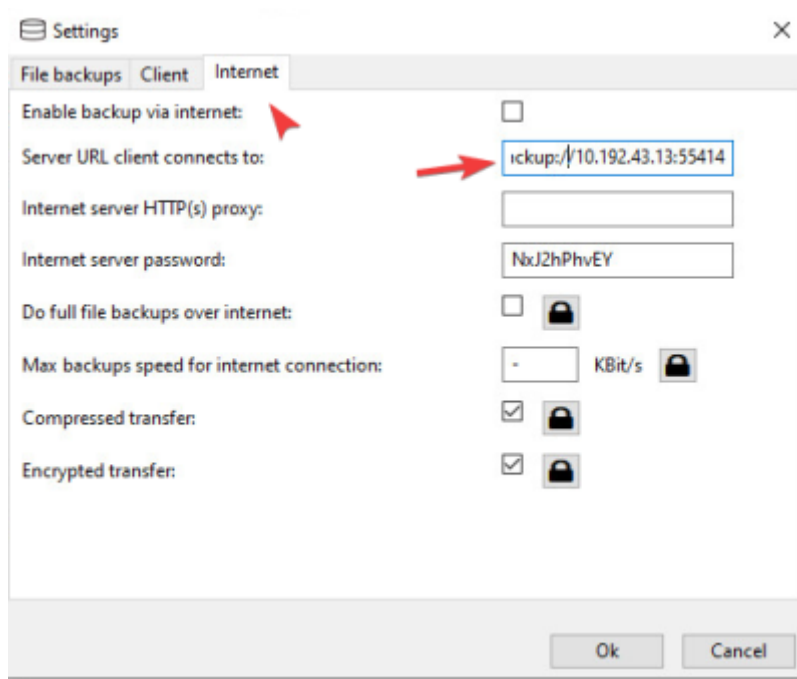 Settings
File backups Client Internet
Enable backup via internet:
Server URL client connects to: ıckup://10.192.43.13:55414
Internet server HTTP(s) proxy:
Internet server password: NxJ2hPhvEY
Do full file backups over internet:
Max backups speed for internet connection: - KBit/s
Compressed transfer:
Encrypted transfer:
Ok Cancel